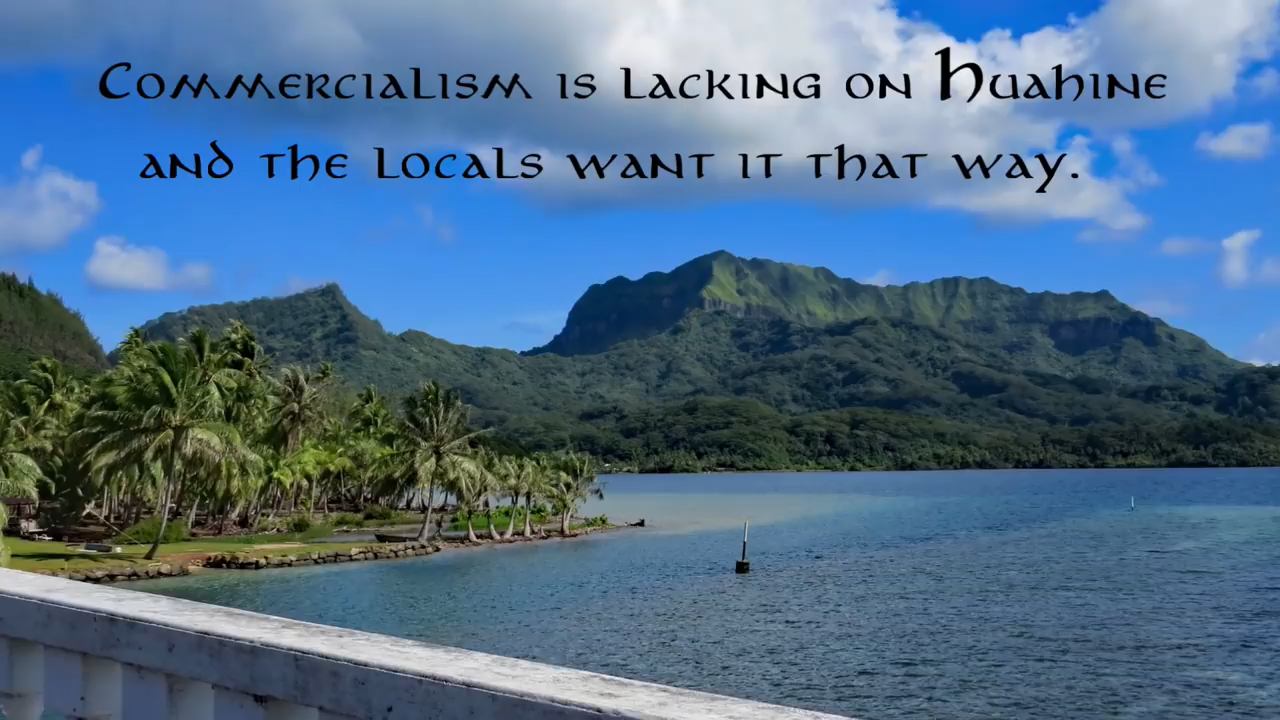 Commercialism is lacking on Huahine
and the locals want it that way.